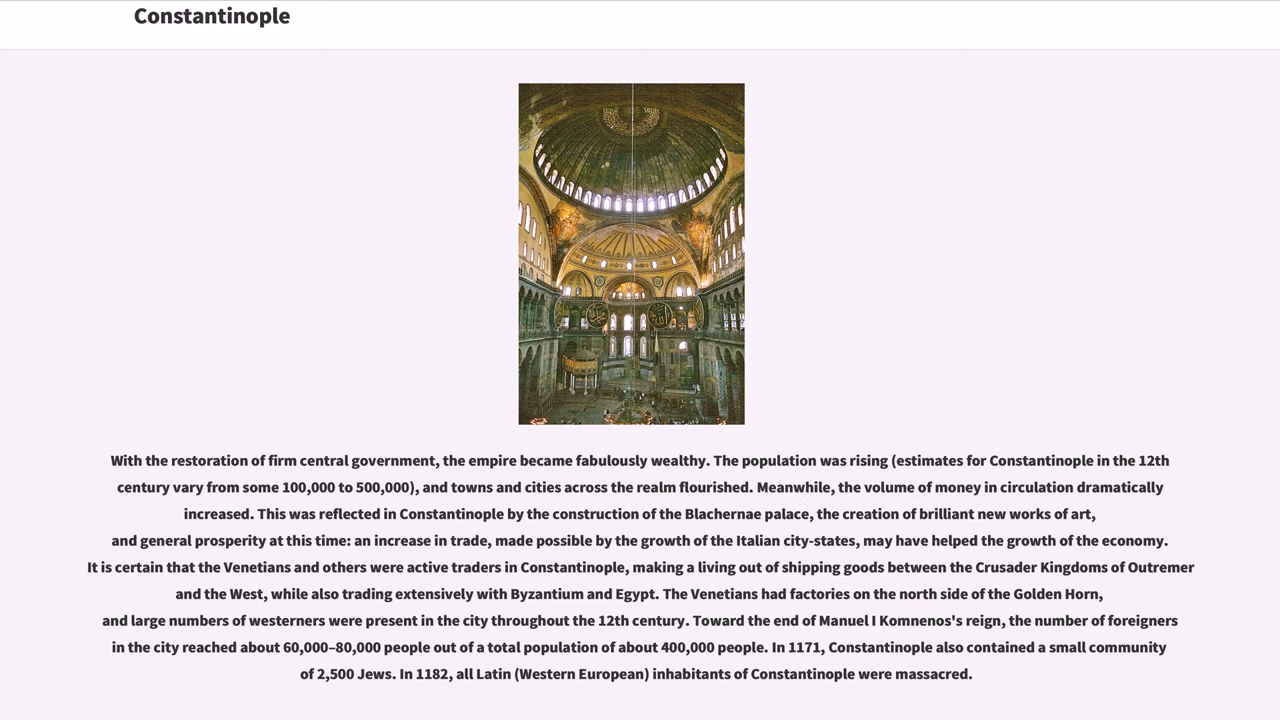 Constantinople
With the restoration of firm central government, the empire became fabulously wealthy. The population was rising (estimates for Constantinople in the 12th
century vary from some 100,000 to 500,000), and towns and cities across the realm flourished. Meanwhile, the volume of money in circulation dramatically
increased. This was reflected in Constantinople by the construction of the Blachernae palace, the creation of brilliant new works of art,
and general prosperity at this time: an increase in trade, made possible by the growth of the Italian city-states, may have helped the growth of the economy.
It is certain that the Venetians and others were active traders in Constantinople, making a living out of shipping goods between the Crusader Kingdoms of Outremer
and the West, while also trading extensively with Byzantium and Egypt. The Venetians had factories on the north side of the Golden Horn,
and large numbers of westerners were present in the city throughout the 12th century. Toward the end of Manuel I Komnenos's reign, the number of foreigners
in the city reached about 60,000–80,000 people out of a total population of about 400,000 people. In 1171, Constantinople also contained a small community
of 2,500 Jews. In 1182, all Latin (Western European) inhabitants of Constantinople were massacred.